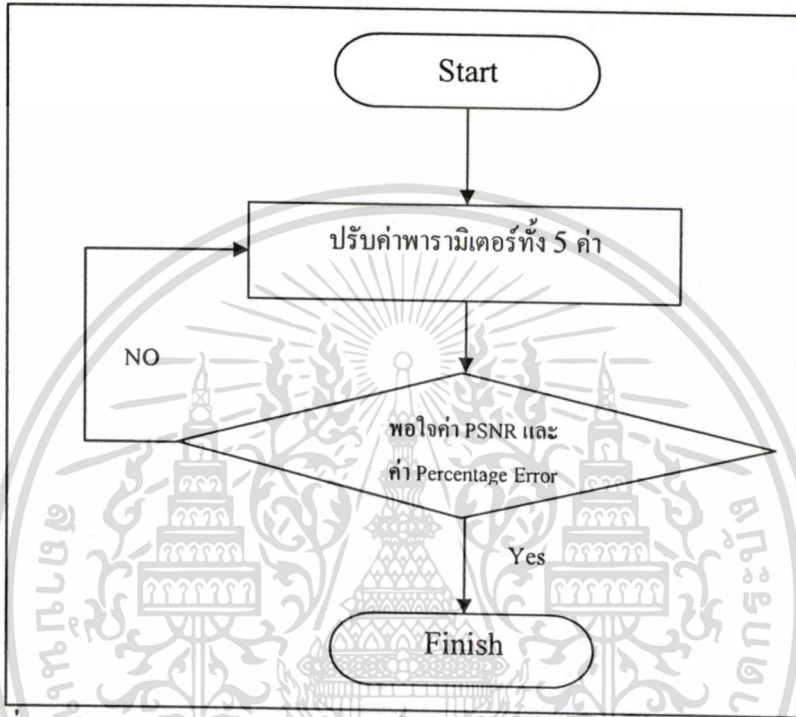 Start
ปรับค่าพารามิเตอร์ทั้ง 5 ค่า
NO
พอใจค่า PSNR และ
ค่า Percentage Error
Yes
Finish